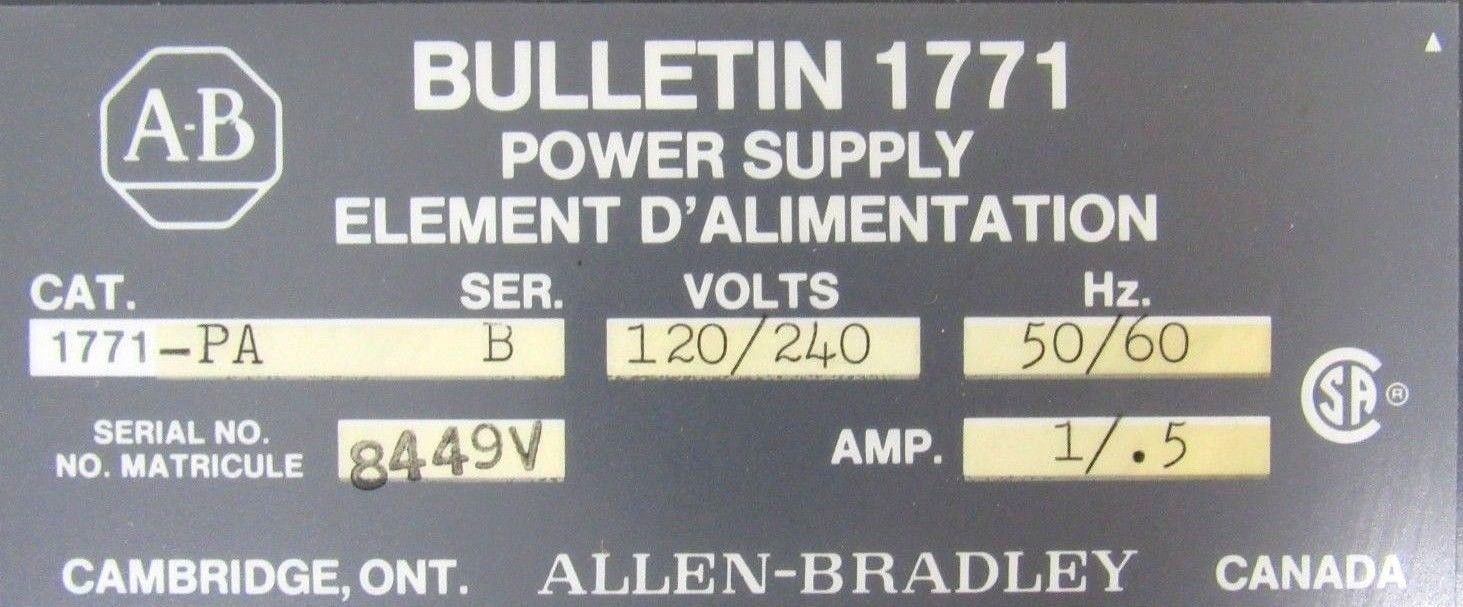 A-B
BULLETIN 1771
POWER SUPPLY
ELEMENT D'ALIMENTATION
CAT. SER. VOLTS Hz.
1771-PA B 120/240 50/60
CSA ®
SERIAL NO.
NO. MATRICULE 8449V AMP. 1/.5
CAMBRIDGE, ONT. ALLEN-BRADLEY CANADA